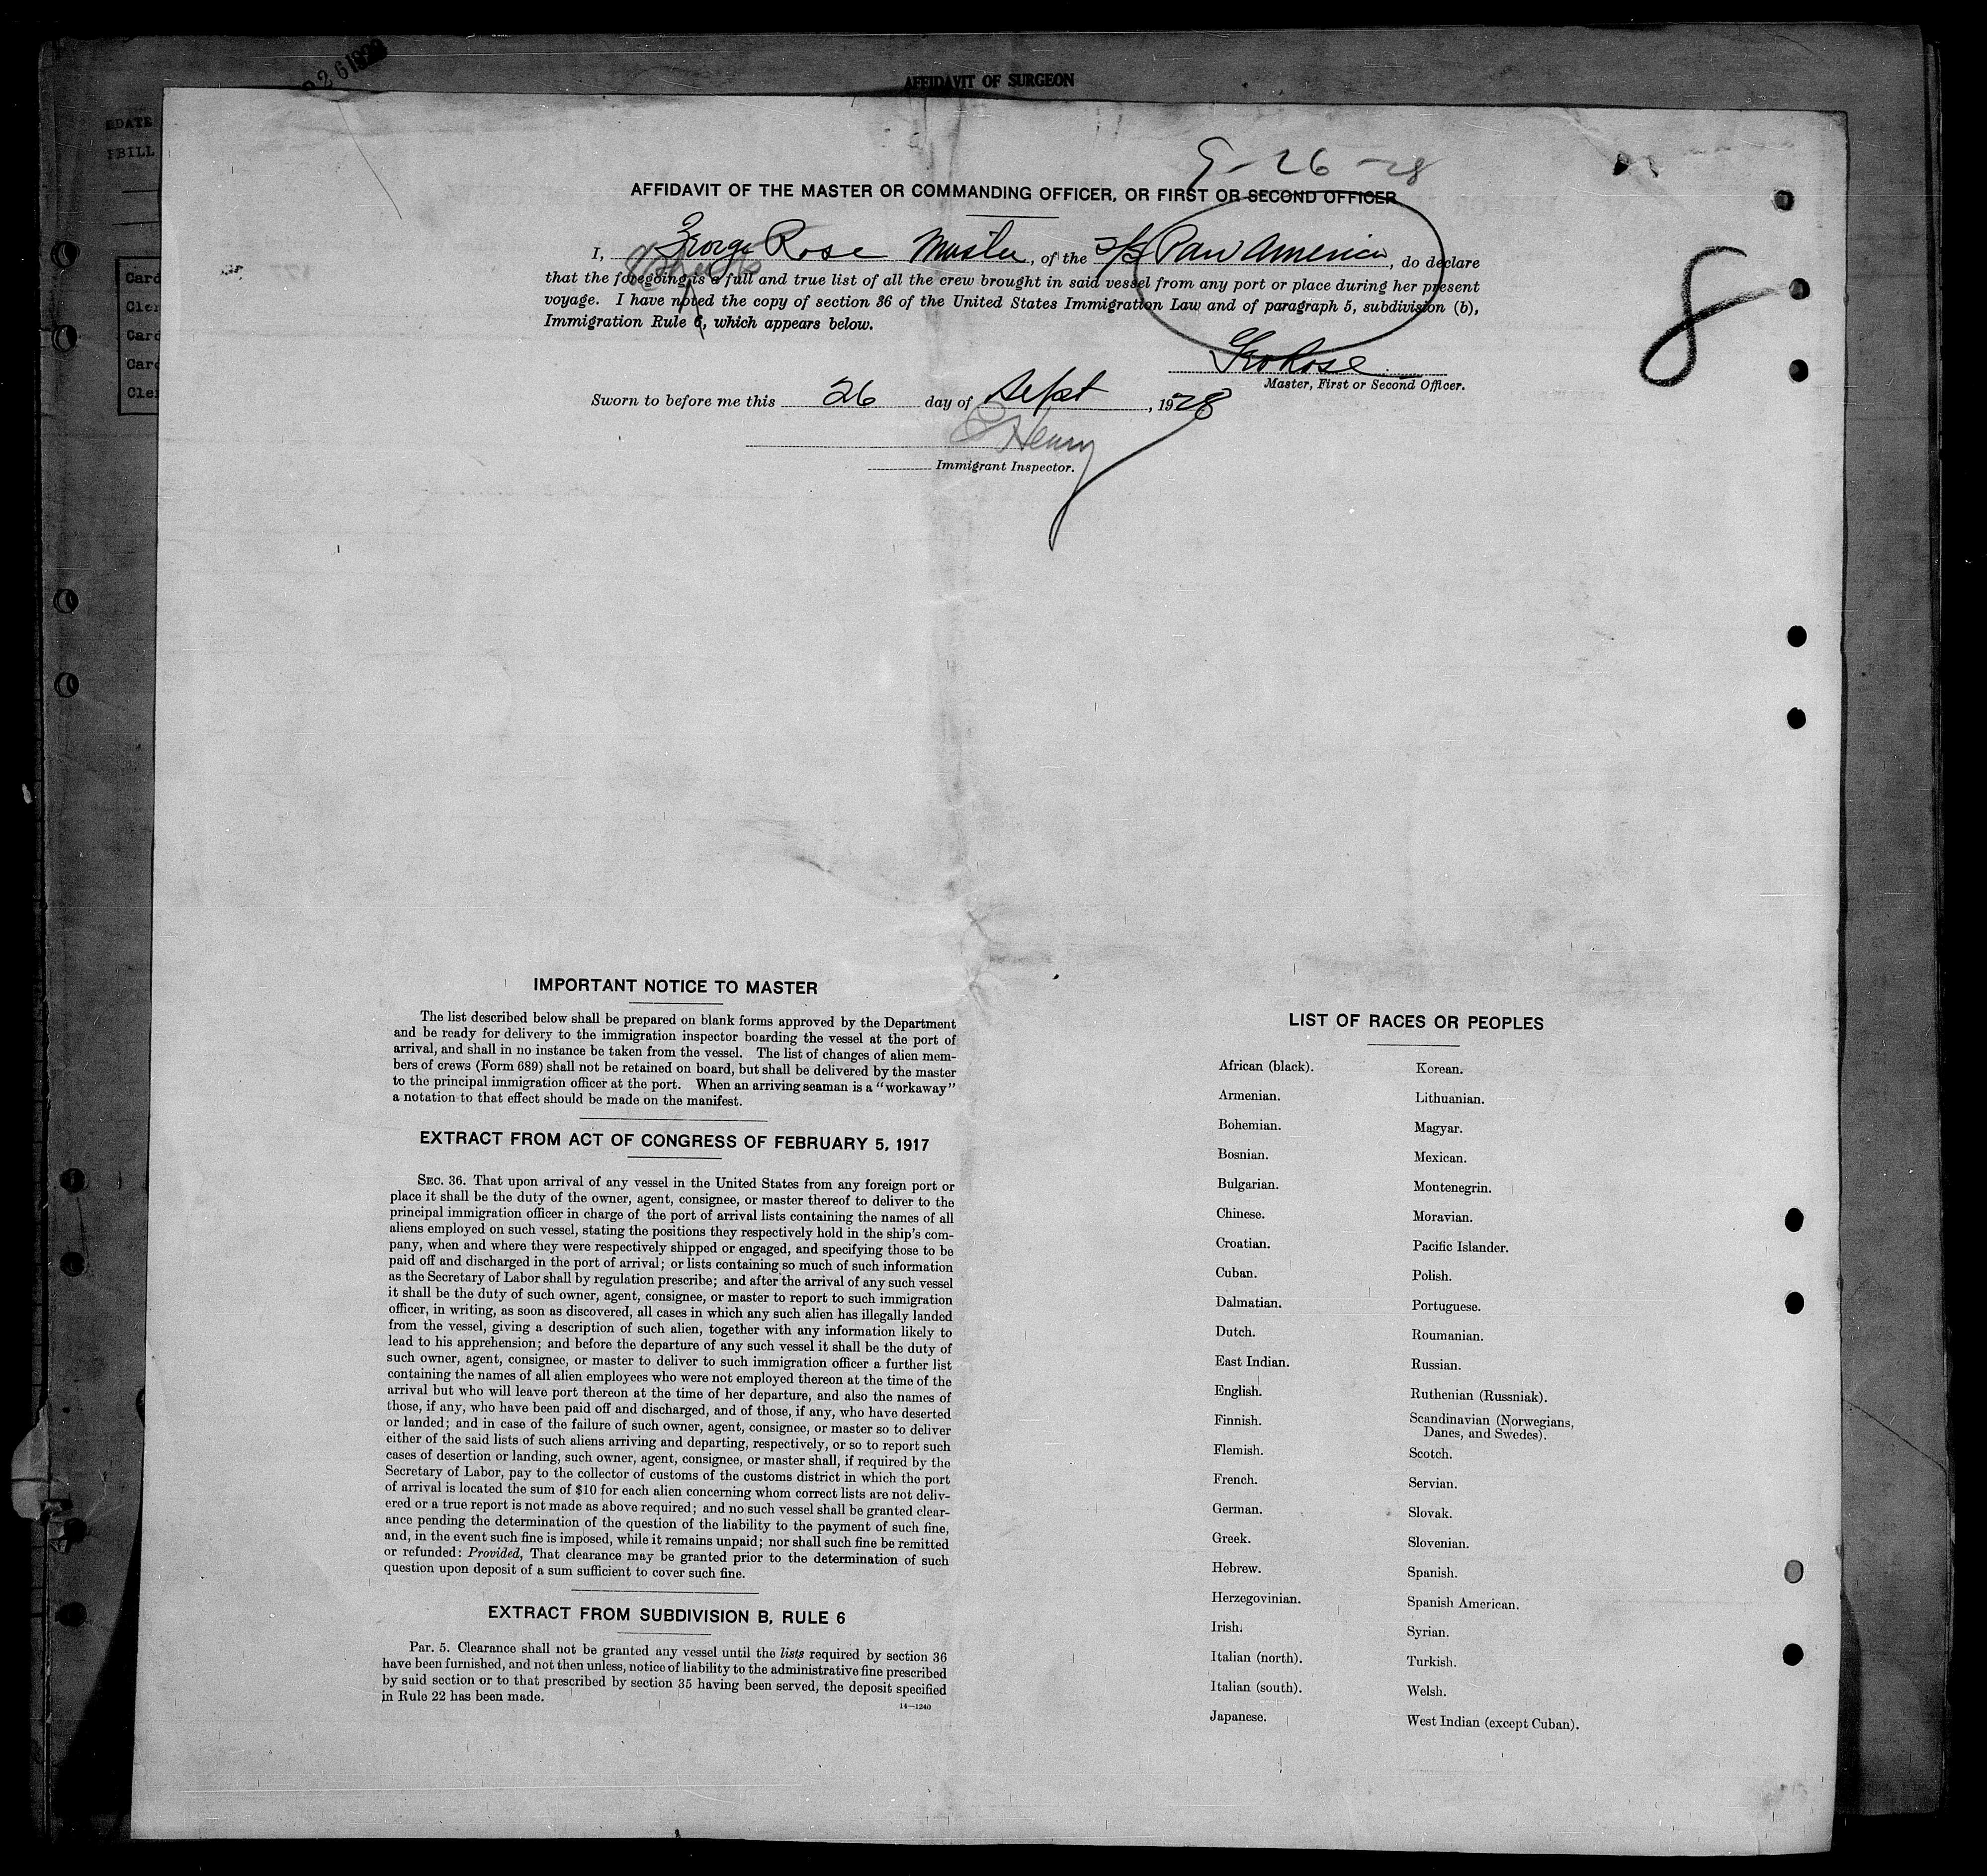 AFFIDAVIT OF SURGEON
9-26-28
AFFIDAVIT OF THE MASTER OR COMMANDING OFFICER, OR FIRST OR SECOND OFFICER
I, George Rose Master, of the S/S Pan America, do declare
that the foregoing is a full and true list of all the crew brought in said vessel from any port or place during her present
voyage. I have noted the copy of section 36 of the United States Immigration Law and of paragraph 5, subdivision (b),
Immigration Rule 6, which appears below.
8
Geo Rose
Master, First or Second Officer.
Sworn to before me this 26 day of Sept, 1928
Henry
Immigrant Inspector.
EDATE
FBILL
Card
Cler
Card
Card
Cler
IMPORTANT NOTICE TO MASTER
The list described below shall be prepared on blank forms approved by the Department
and be ready for delivery to the immigration inspector boarding the vessel at the port of
arrival, and shall in no instance be taken from the vessel. The list of changes of alien mem-
bers of crews (Form 689) shall not be retained on board, but shall be delivered by the master
to the principal immigration officer at the port. When an arriving seaman is a "workaway"
a notation to that effect should be made on the manifest.
EXTRACT FROM ACT OF CONGRESS OF FEBRUARY 5, 1917
SEC. 36. That upon arrival of any vessel in the United States from any foreign port or
place it shall be the duty of the owner, agent, consignee, or master thereof to deliver to the
principal immigration officer in charge of the port of arrival lists containing the names of all
aliens employed on such vessel, stating the positions they respectively hold in the ship's com-
pany, when and where they were respectively shipped or engaged, and specifying those to be
paid off and discharged in the port of arrival; or lists containing so much of such information
as the Secretary of Labor shall by regulation prescribe; and after the arrival of any such vessel
it shall be the duty of such owner, agent, consignee, or master to report to such immigration
officer, in writing, as soon as discovered, all cases in which any such alien has illegally landed
from the vessel, giving a description of such alien, together with any information likely to
lead to his apprehension; and before the departure of any such vessel it shall be the duty of
such owner, agent, consignee, or master to deliver to such immigration officer a further list
containing the names of all alien employees who were not employed thereon at the time of the
arrival but who will leave port thereon at the time of her departure, and also the names of
those, if any, who have been paid off and discharged, and of those, if any, who have deserted
or landed; and in case of the failure of such owner, agent, consignee, or master so to deliver
either of the said lists of such aliens arriving and departing, respectively, or so to report such
cases of desertion or landing, such owner, agent, consignee, or master shall, if required by the
Secretary of Labor, pay to the collector of customs of the customs district in which the port
of arrival is located the sum of $10 for each alien concerning whom correct lists are not deliv-
ered or a true report is not made as above required; and no such vessel shall be granted clear-
ance pending the determination of the question of the liability to the payment of such fine,
and, in the event such fine is imposed, while it remains unpaid; nor shall such fine be remitted
or refunded: Provided, That clearance may be granted prior to the determination of such
question upon deposit of a sum sufficient to cover such fine.
EXTRACT FROM SUBDIVISION B, RULE 6
Par. 5. Clearance shall not be granted any vessel until the lists required by section 36
have been furnished, and not then unless, notice of liability to the administrative fine prescribed
by said section or to that prescribed by section 35 having been served, the deposit specified
in Rule 22 has been made.
14—1240
LIST OF RACES OR PEOPLES
African (black).
Armenian.
Bohemian.
Bosnian.
Bulgarian.
Chinese.
Croatian.
Cuban.
Dalmatian.
Dutch.
East Indian.
English.
Finnish.
Flemish.
French.
German.
Greek.
Hebrew.
Herzegovinian.
Irish.
Italian (north).
Italian (south).
Japanese.
Korean.
Lithuanian.
Magyar.
Mexican.
Montenegrin.
Moravian.
Pacific Islander.
Polish.
Portuguese.
Roumanian.
Russian.
Ruthenian (Russniak).
Scandinavian (Norwegians,
Danes, and Swedes).
Scotch.
Servian.
Slovak.
Slovenian.
Spanish.
Spanish American.
Syrian.
Turkish.
Welsh.
West Indian (except Cuban).